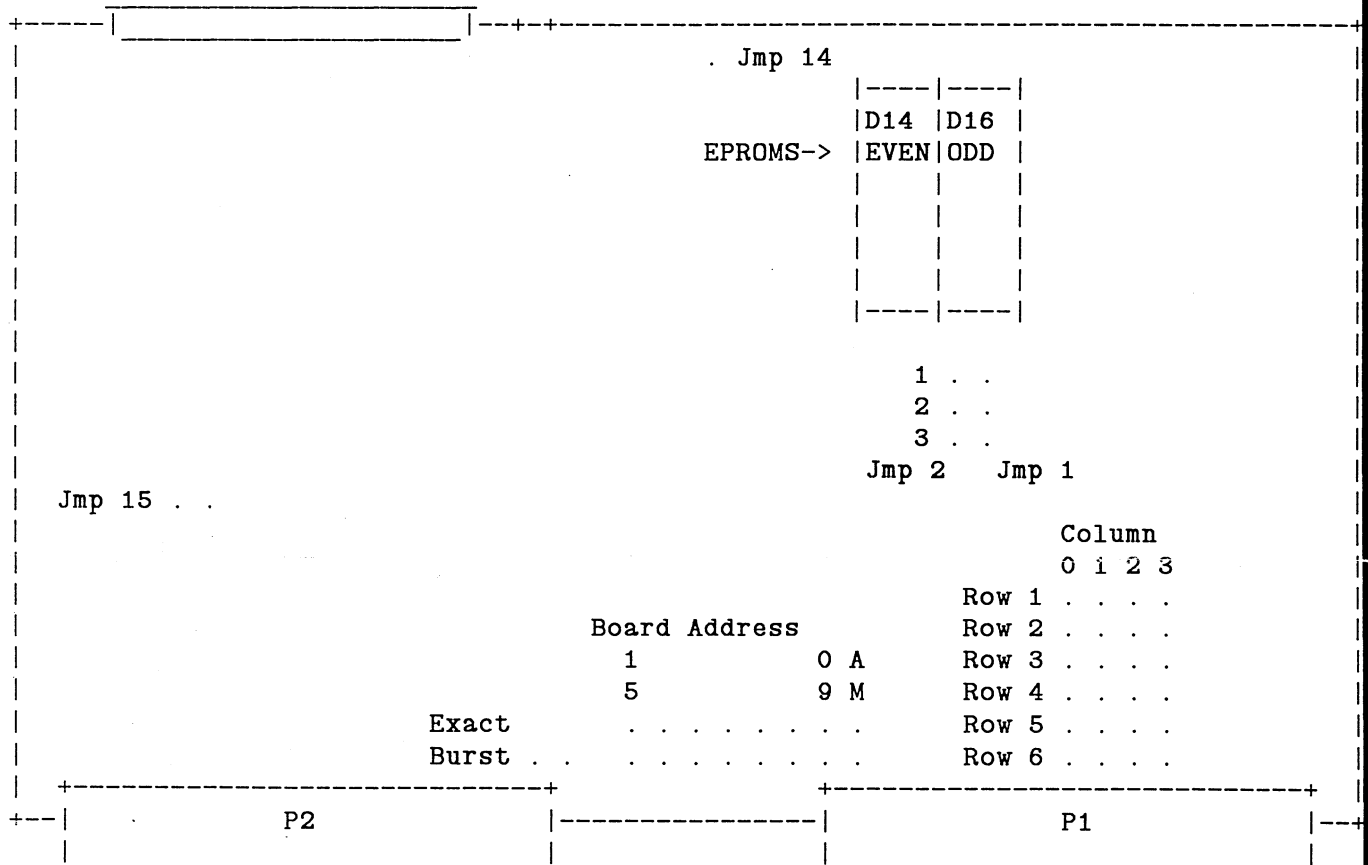 . Jmp 14
|D14 |D16 |
EPROMS-> |EVEN|ODD |
1 . .
2 . .
3 . .
Jmp 2 Jmp 1
Jmp 15 . .
Column
0 1 2 3
Row 1 . . . .
Board Address Row 2 . . . .
1 0 A Row 3 . . . .
5 9 M Row 4 . . . .
Exact . . . . . . . . Row 5 . . . .
Burst . . . . . . . . . . Row 6 . . . .
P2 P1